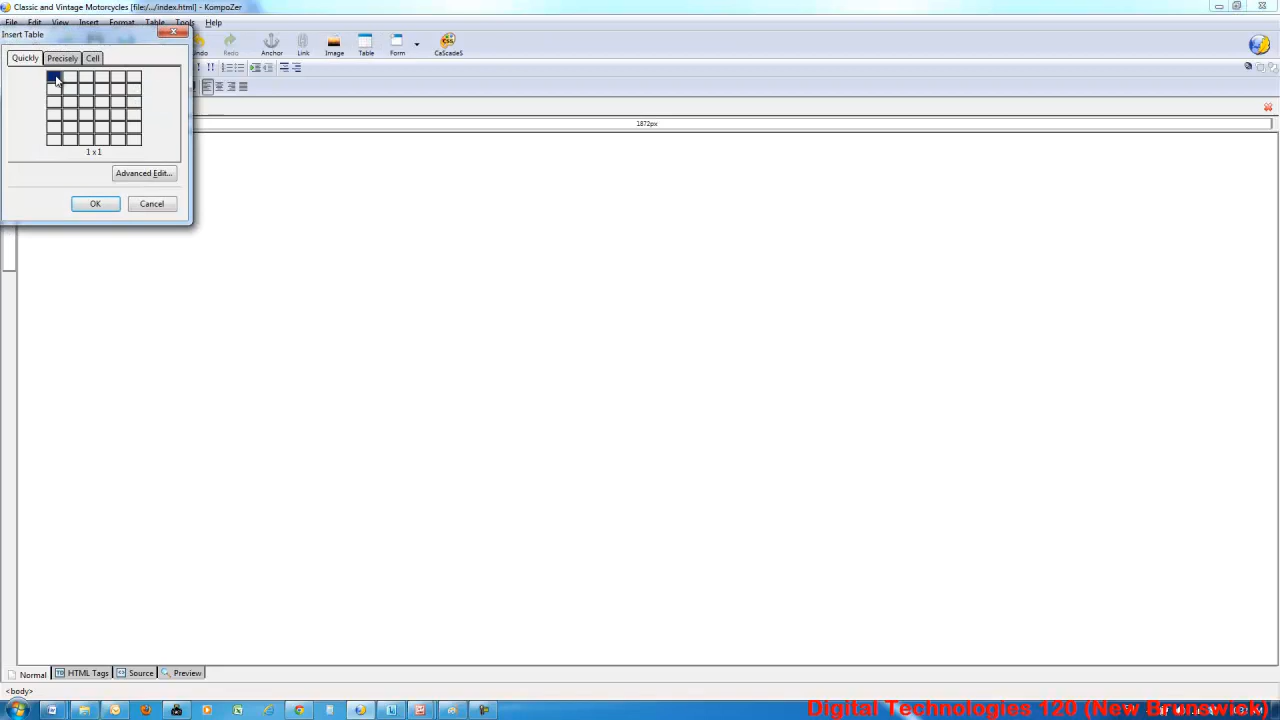 Classic and Vintage Motorcycles [file:/.../index.html] - KompoZer
File Edit View Insert Format Table Tools Help
Insert Table
Undo Redo Anchor Link Image Table Form CaScadeS
Quickly Precisely Cell
1872px
1 x 1
Advanced Edit...
OK Cancel
Normal HTML Tags Source Preview
<body>
Digital Technologies 120 (New Brunswick)